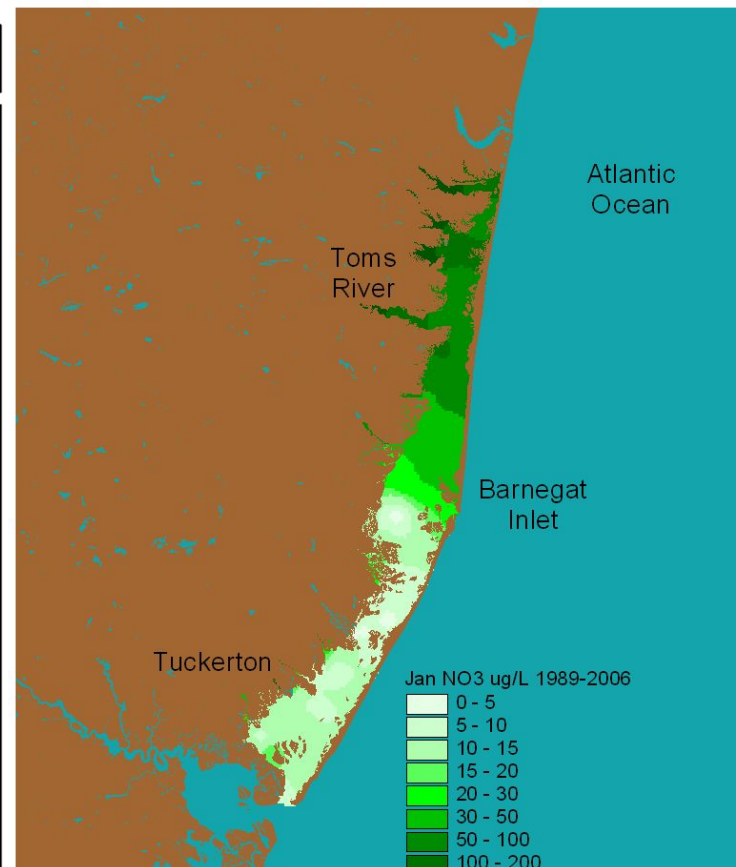 Atlantic
Ocean
Toms
River
Barnegat
Inlet
Tuckerton
Jan NO3 ug/L 1989-2006
0 - 5
5 - 10
10 - 15
15 - 20
20 - 30
30 - 50
50 - 100
100 - 200